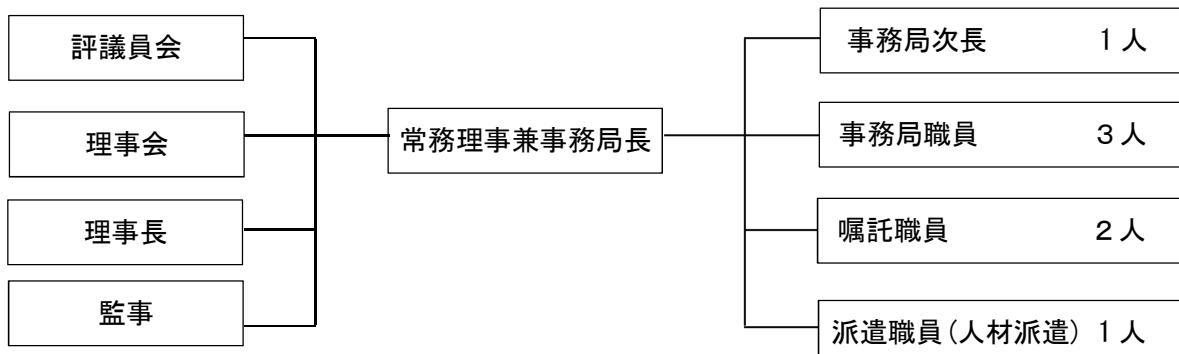 評議員会
理事会
理事長
監事
常務理事兼事務局長
事務局次長 1人
事務局職員 3人
嘱託職員 2人
派遣職員(人材派遣) 1人